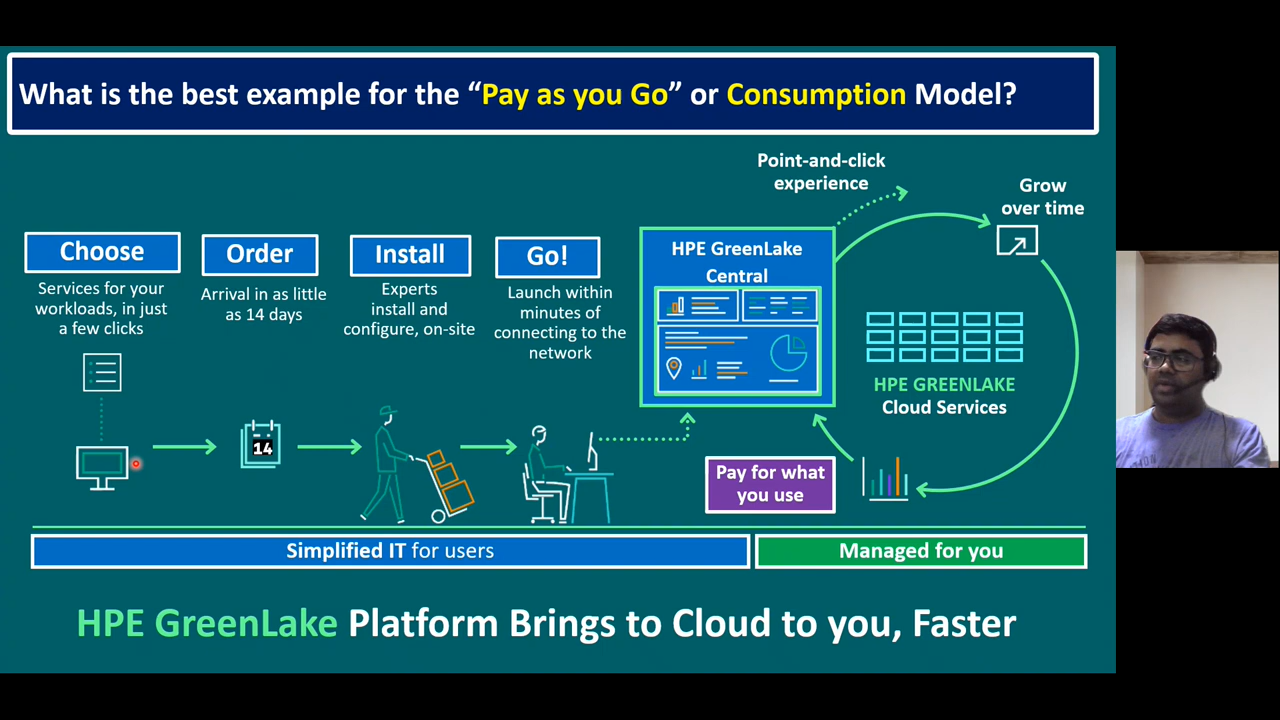 What is the best example for the “Pay as you Go” or Consumption Model?
Point-and-click
experience
Grow
over time
Choose
Services for your
workloads, in just
a few clicks
Order
Arrival in as little
as 14 days
Install
Experts
install and
configure, on-site
Go!
Launch within
minutes of
connecting to the
network
HPE GreenLake
Central
HPE GREENLAKE
Cloud Services
14
Pay for what
you use
Simplified IT for users
Managed for you
HPE GreenLake Platform Brings to Cloud to you, Faster